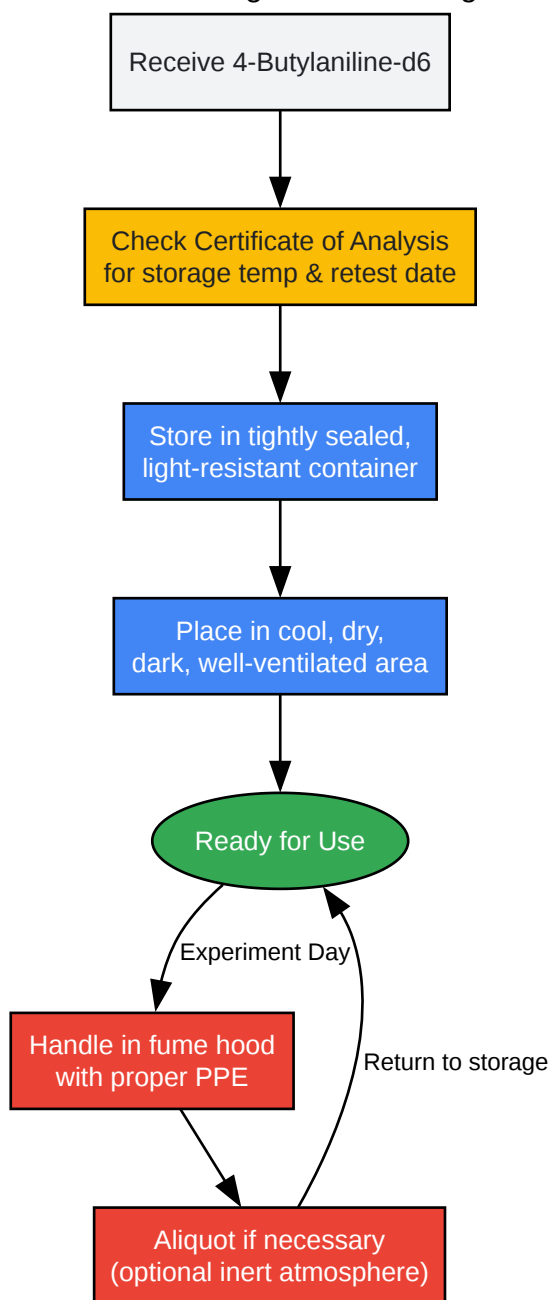 Receive 4-Butylaniline-d6
Check Certificate of Analysis
for storage temp & retest date
Store in tightly sealed,
light-resistant container
Place in cool, dry,
dark, well-ventilated area
Ready for Use
Experiment Day
Handle in fume hood
with proper PPE
Return to storage
Aliquot if necessary
(optional inert atmosphere)